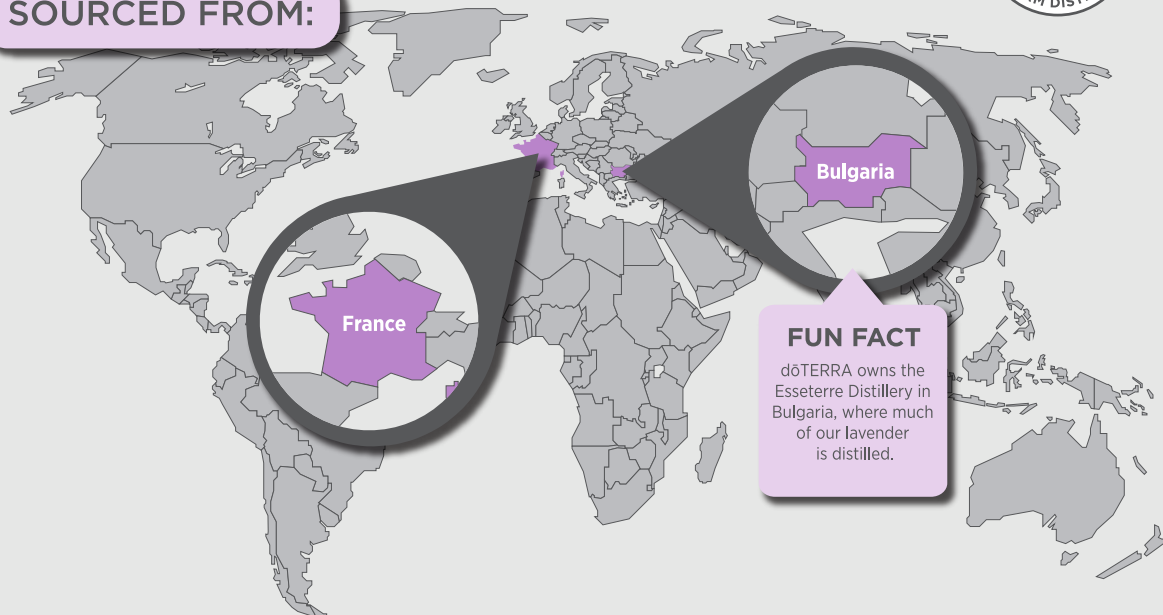 SOURCED FROM:
Bulgaria
France
FUN FACT
dōTERRA owns the
Esseterre Distillery in
Bulgaria, where much
of our lavender
is distilled.